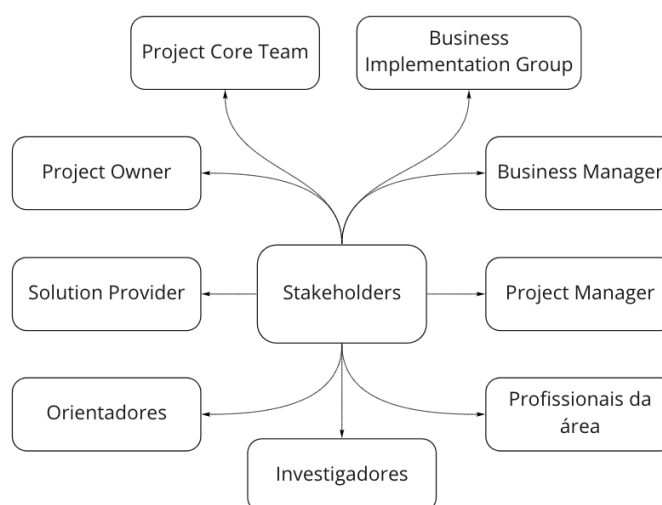 Project Core Team
Business
Implementation Group
Project Owner
Business Manager
Solution Provider
Stakeholders
Project Manager
Orientadores
Profissionais da
área
Investigadores